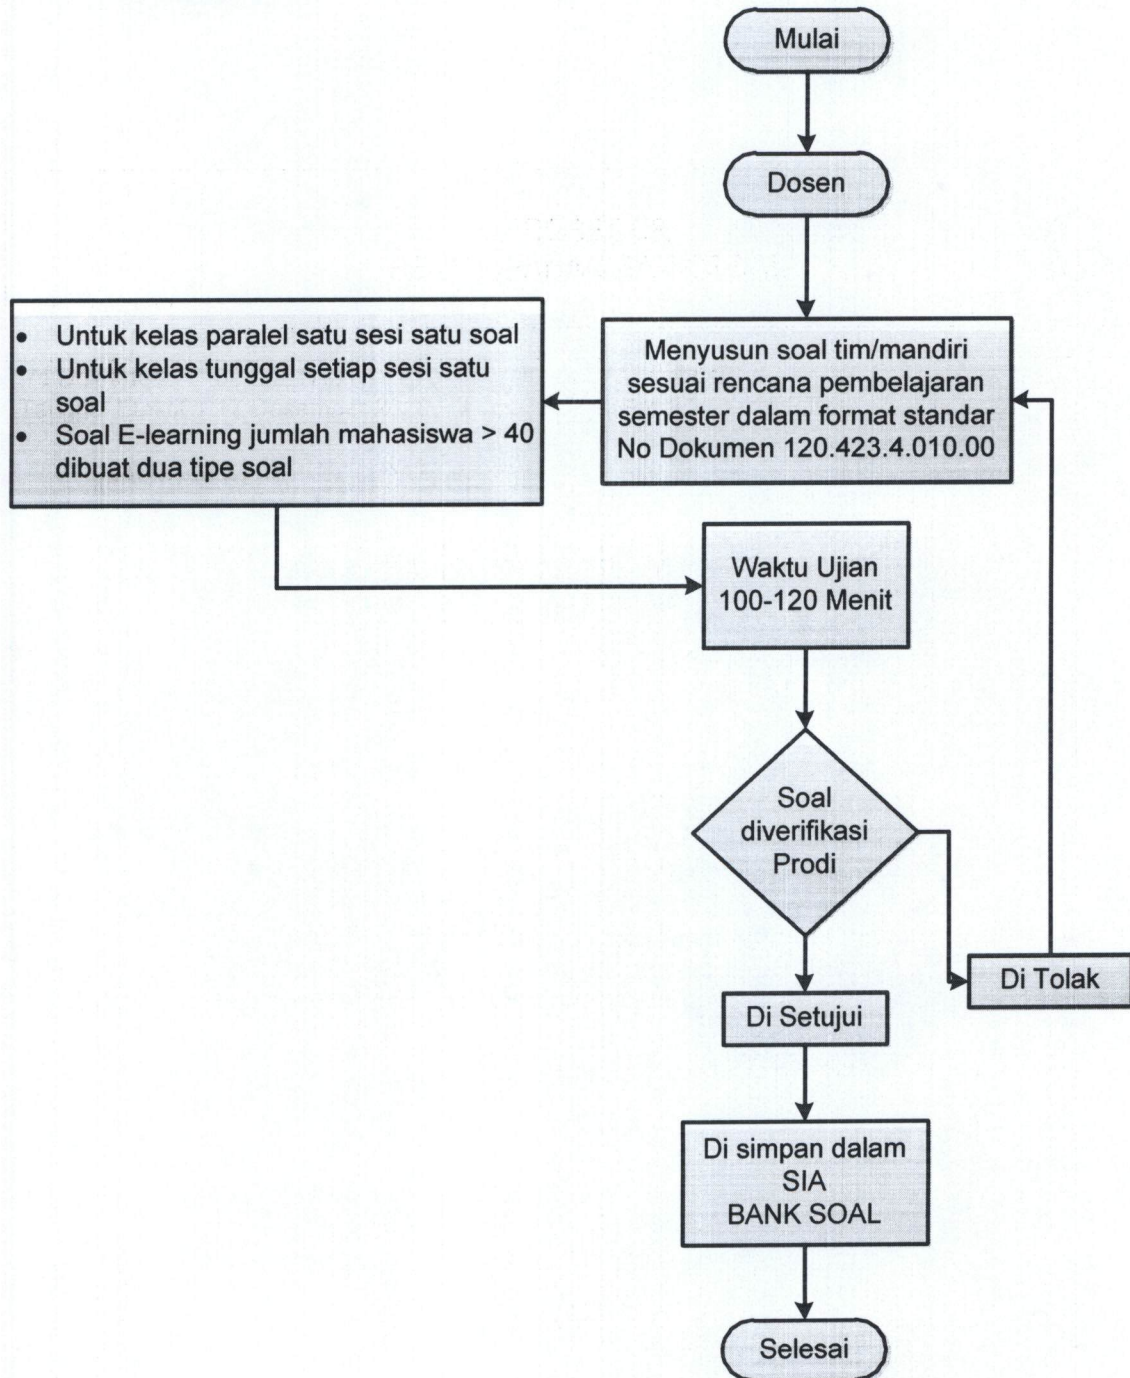 Mulai
Dosen
Menyusun soal tim/mandiri
sesuai rencana pembelajaran
semester dalam format standar
No Dokumen 120.423.4.010.00
• Untuk kelas paralel satu sesi satu soal
• Untuk kelas tunggal setiap sesi satu
soal
• Soal E-learning jumlah mahasiswa > 40
dibuat dua tipe soal
Waktu Ujian
100-120 Menit
Soal
diverifikasi
Prodi
Di Tolak
Di Setujui
Di simpan dalam
SIA
BANK SOAL
Selesai